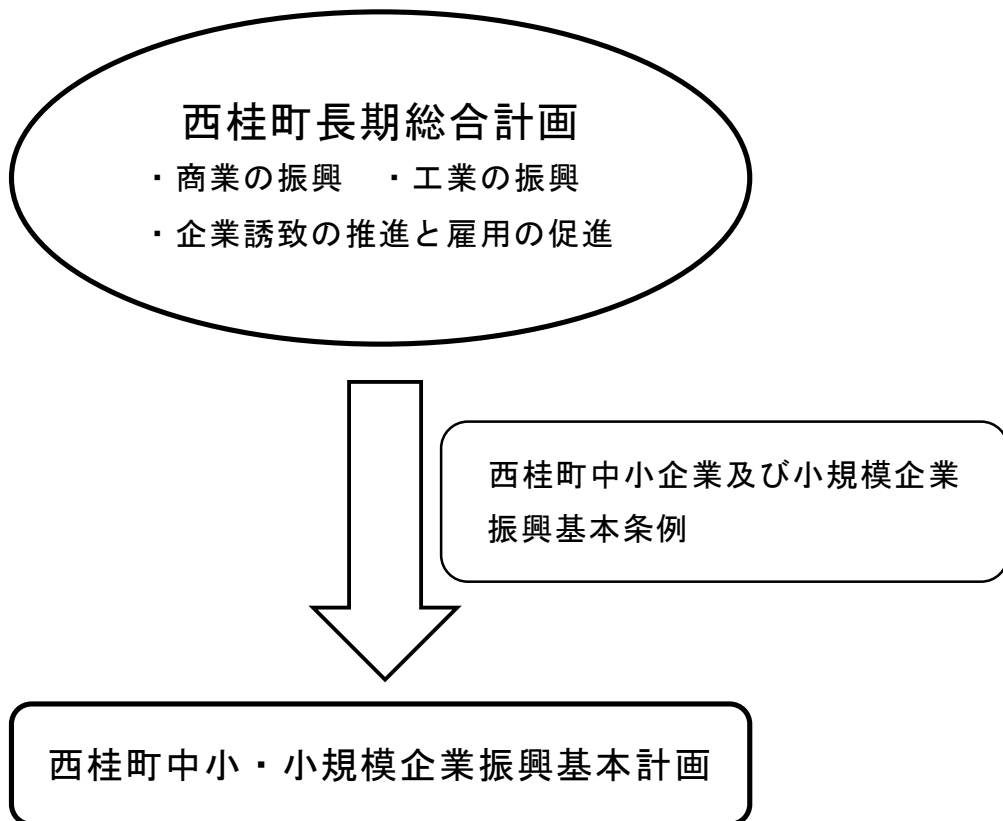 西桂町長期総合計画
・商業の振興　・工業の振興
・企業誘致の推進と雇用の促進
西桂町中小企業及び小規模企業
振興基本条例
西桂町中小・小規模企業振興基本計画